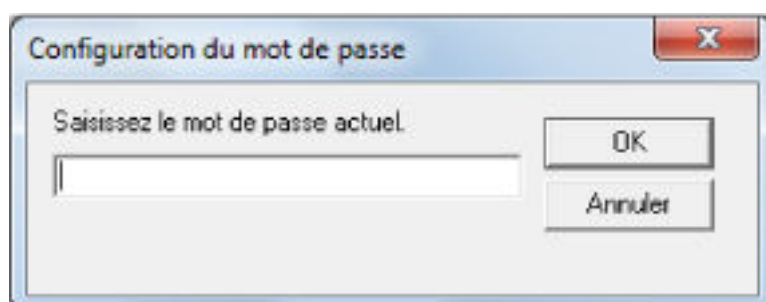 Configuration du mot de passe
Saisissez le mot de passe actuel.
OK
Annuler